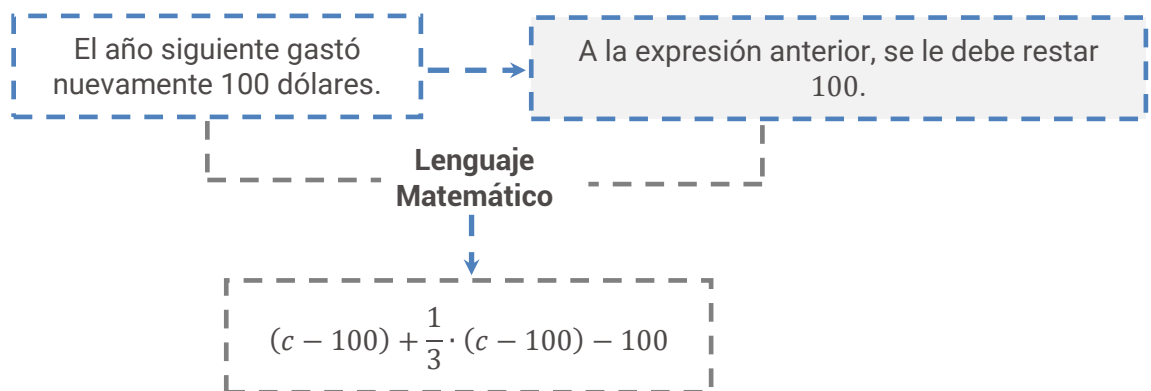 El año siguiente gastó
nuevamente 100 dólares.
A la expresión anterior, se le debe restar
100.
Lenguaje
Matemático
(c − 100) + 1/3 · (c − 100) − 100